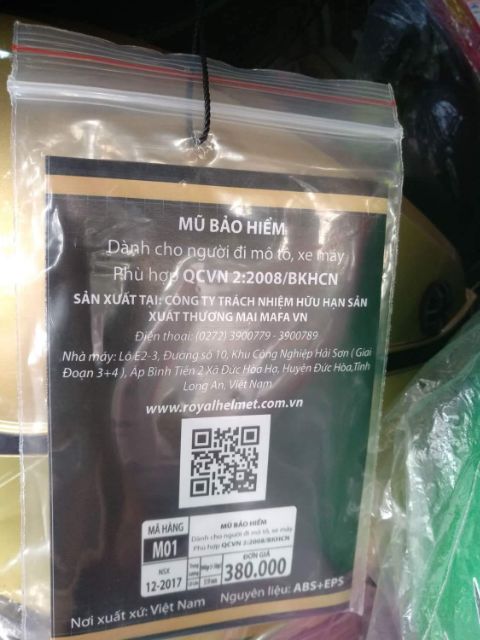 MŨ BẢO HIỂM
Dành cho người đi mô tô, xe máy
Phù hợp QCVN 2:2008/BKHCN
SẢN XUẤT TẠI: CÔNG TY TRÁCH NHIỆM HỮU HẠN SẢN
XUẤT THƯƠNG MẠI MAFA VN
Điện thoại: (0272) 3900779 - 3900789
Nhà máy: Lô E2-3, Đường số 10, Khu Công Nghiệp Hải Sơn ( Giai
Đoạn 3+4 ), Ấp Bình Tiền 2 Xã Đức Hòa Hạ, Huyện Đức Hòa,Tỉnh
Long An, Việt Nam
www.royalhelmet.com.vn
MÃ HÀNG
M01
NSX
12-2017
MŨ BẢO HIỂM
Dành cho người đi mô tô, xe máy
Phù hợp QCVN 2:2008/BKHCN
ĐƠN GIÁ
380.000
Nơi xuất xứ: Việt Nam Nguyên liệu: ABS+EPS